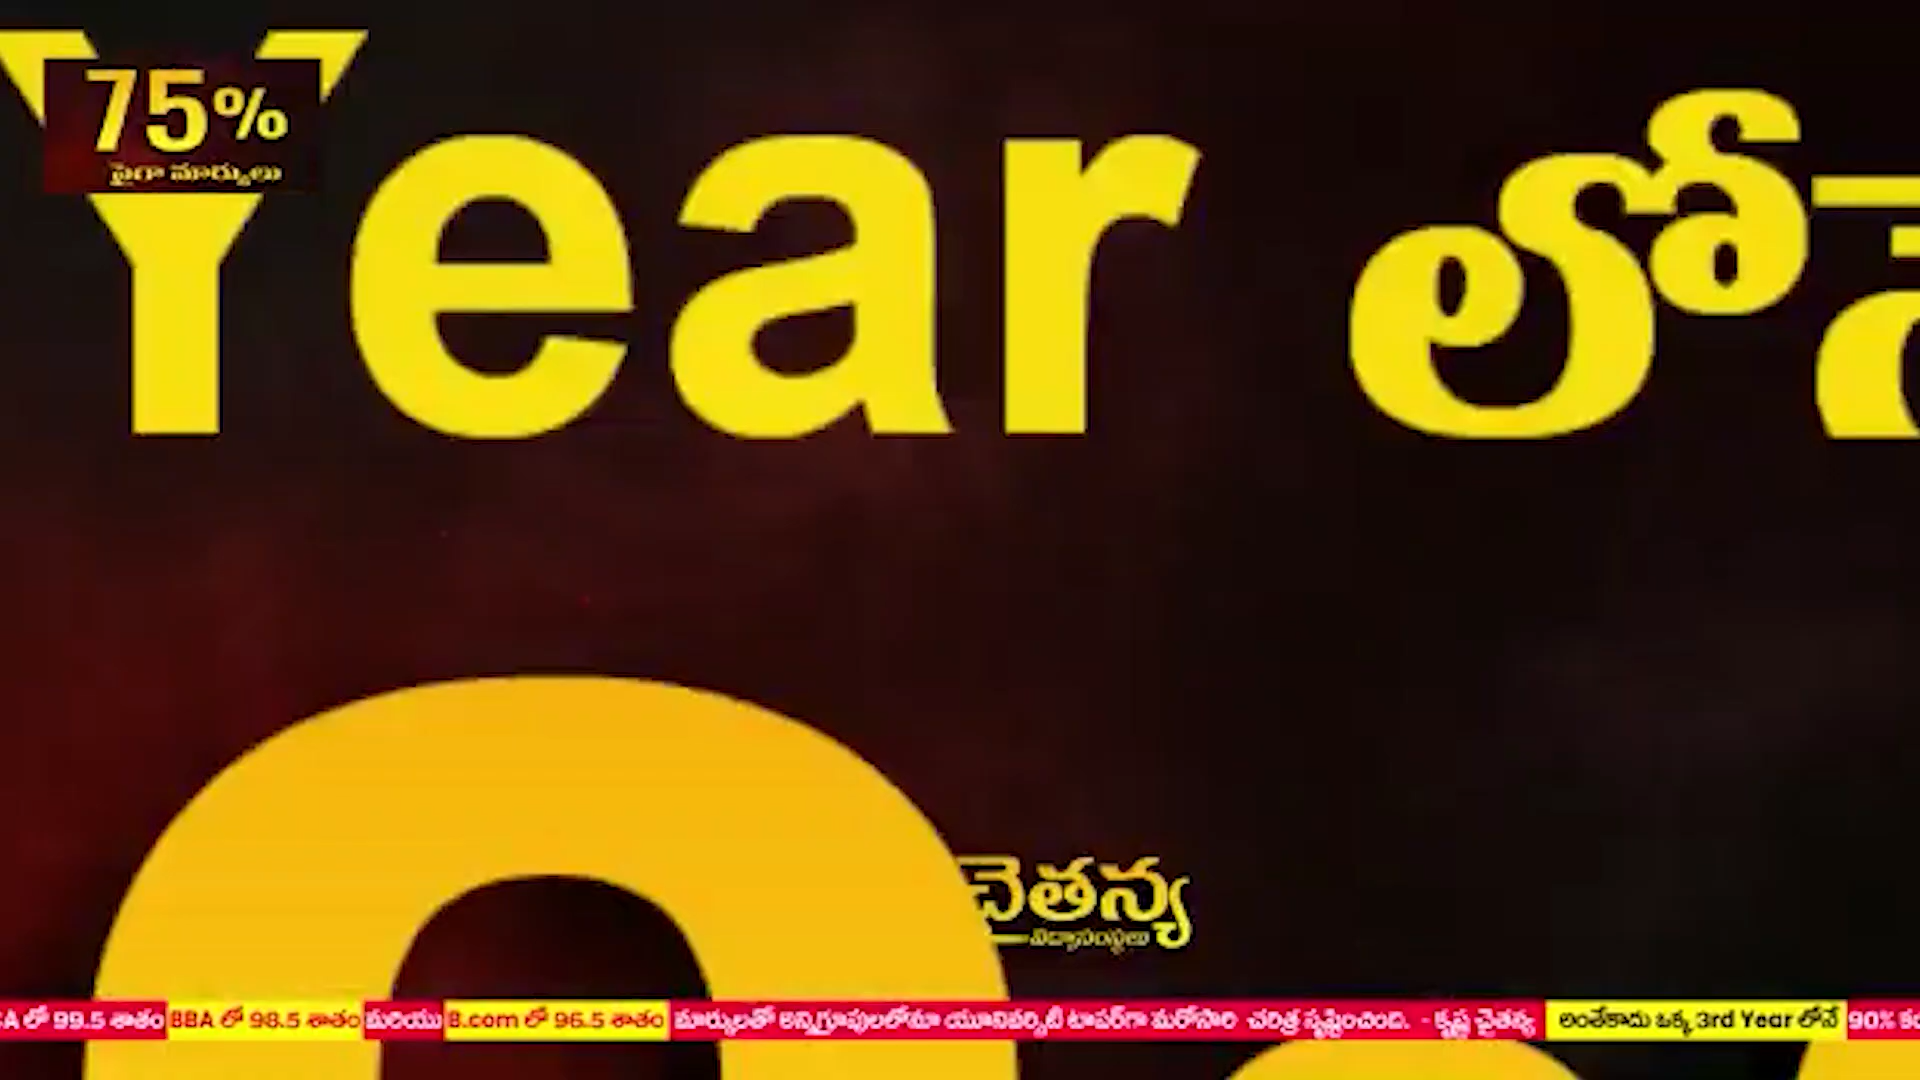 75%
పైగా మార్కులు
Year లోనే
చైతన్య
విద్యాసంస్థలు
లో 99.5 శాతం BBA లో 98.5 శాతం మరియు B.com లో 96.5 శాతం మార్కులతో అన్నిగ్రూపులలోనూ యూనివర్సిటీ టాపర్‌గా మరోసారి చరిత్ర సృష్టించింది. - కృష్ణ చైతన్య అంతేకాదు ఒక్క 3rd Year లోనే 90%